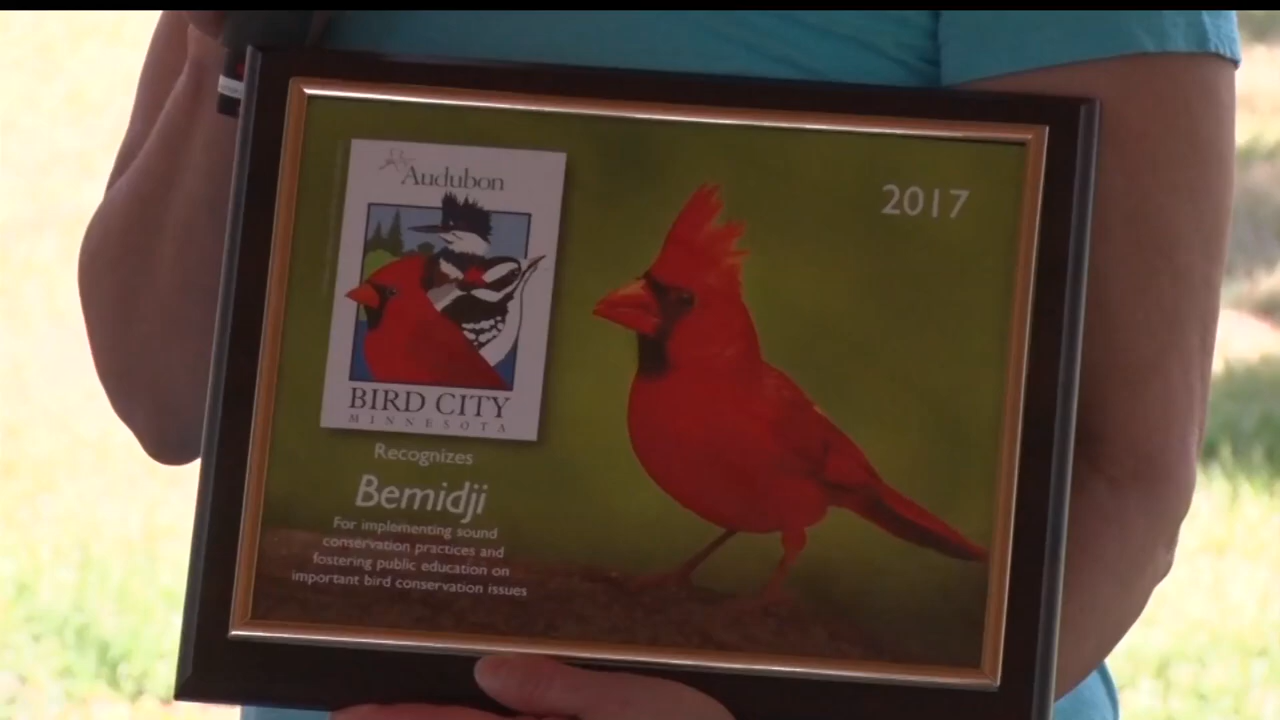 Audubon
2017
BIRD CITY
MINNESOTA
Recognizes
Bemidji
For implementing sound
conservation practices and
fostering public education on
important bird conservation issues